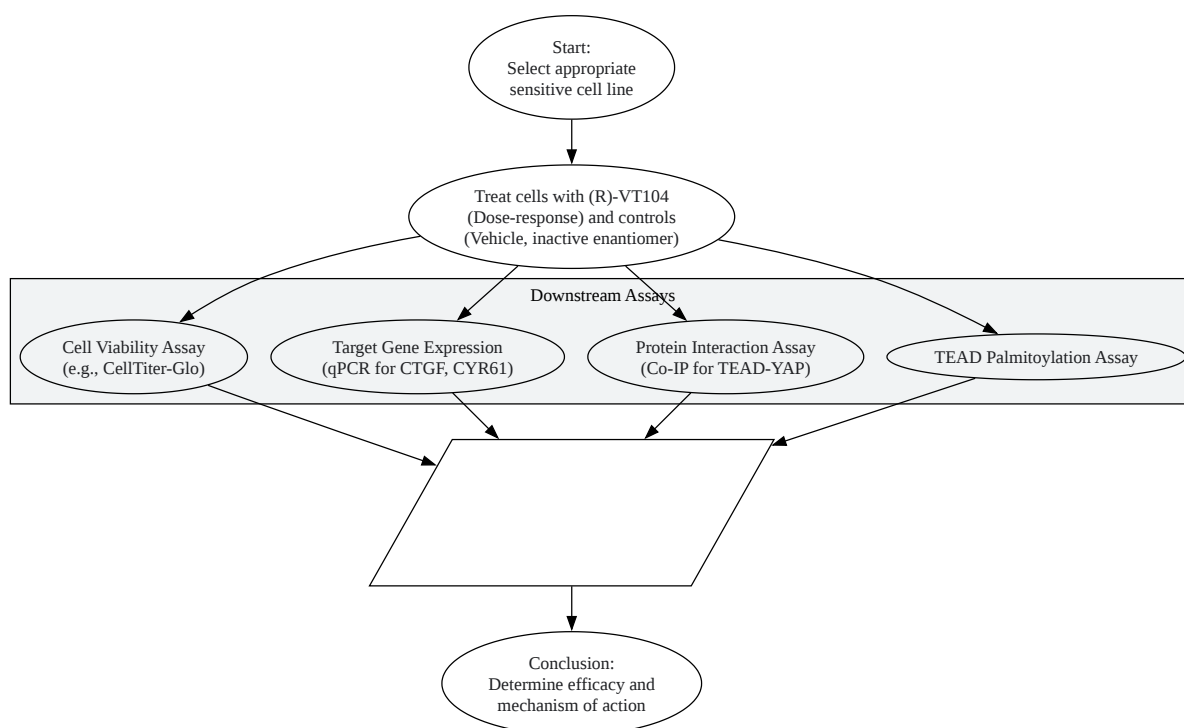 Start:
Select appropriate
sensitive cell line
Treat cells with (R)-VT104
(Dose-response) and controls
(Vehicle, inactive enantiomer)
Downstream Assays
Cell Viability Assay
(e.g., CellTiter-Glo)
Target Gene Expression
(qPCR for CTGF, CYR61)
Protein Interaction Assay
(Co-IP for TEAD-YAP)
TEAD Palmitoylation Assay
Conclusion:
Determine efficacy and
mechanism of action